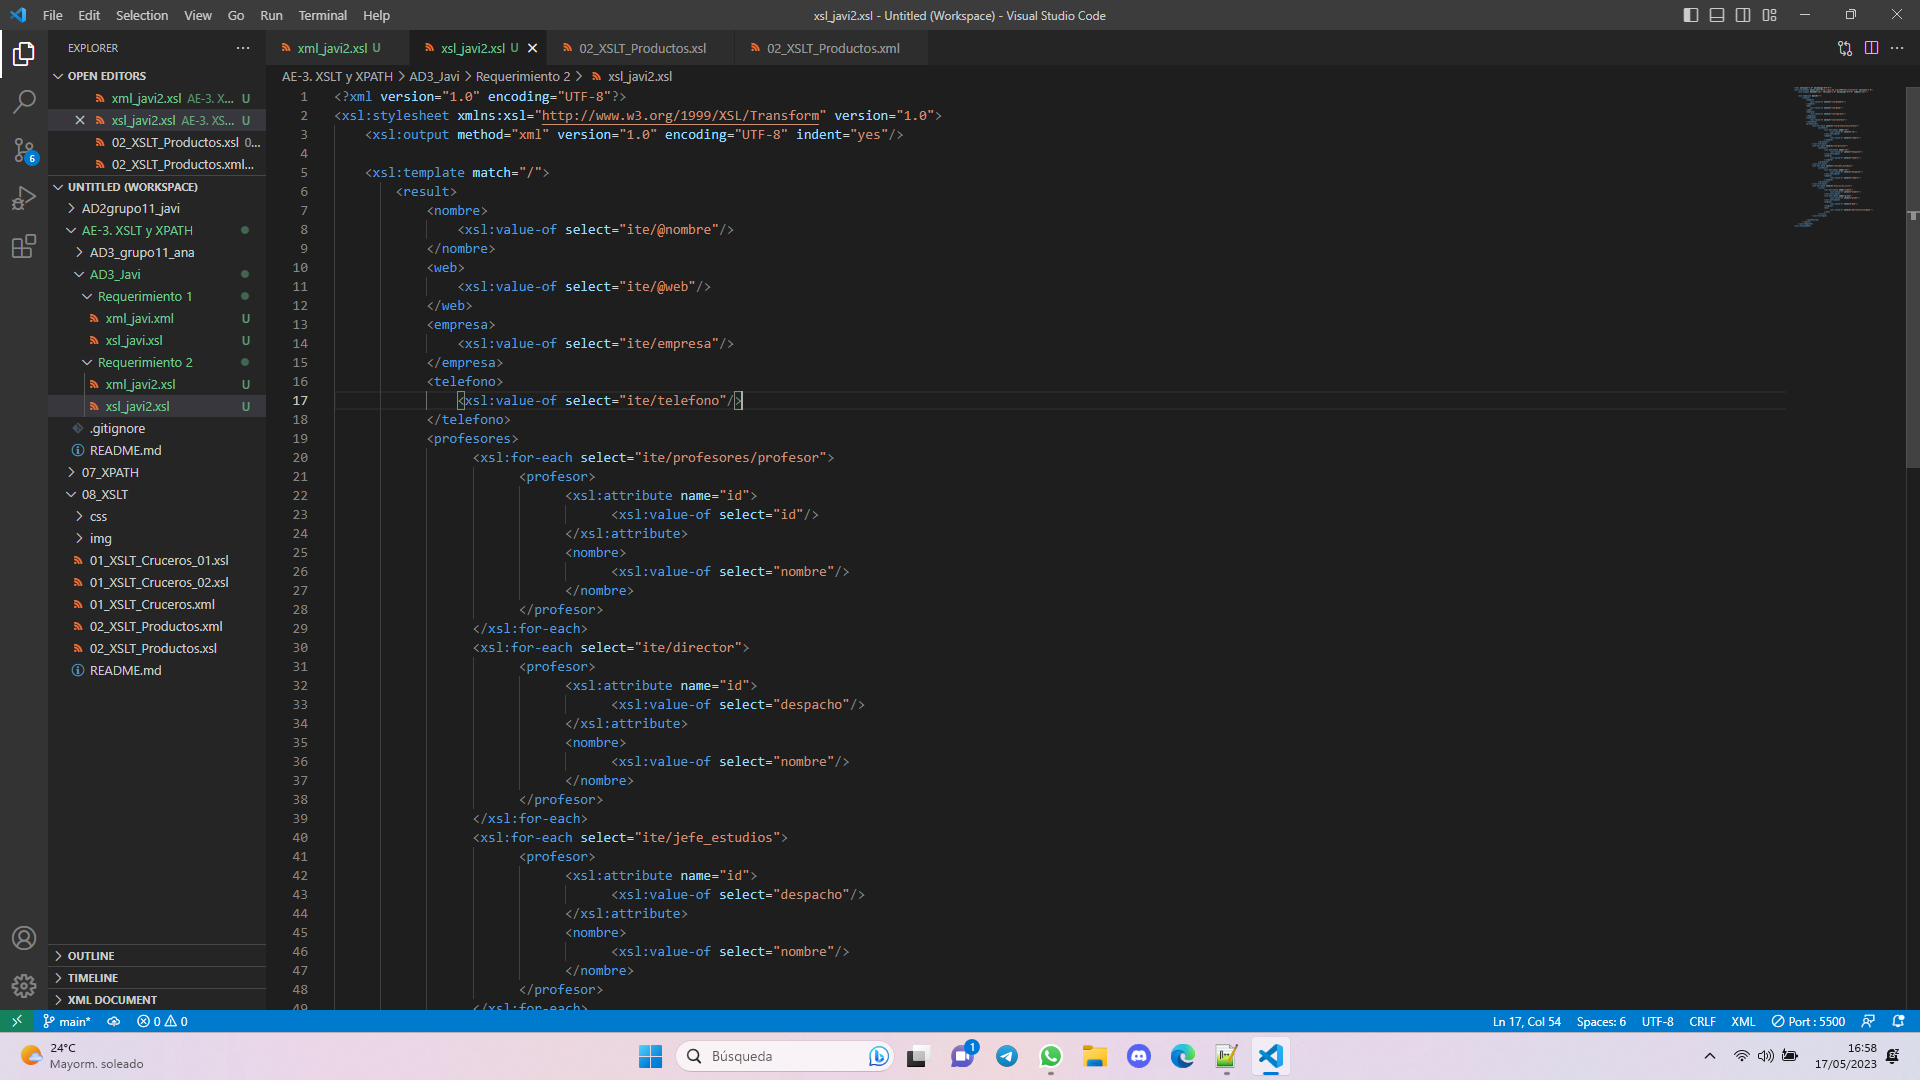 File Edit Selection View Go Run Terminal Help
xsl_javi2.xsl - Untitled (Workspace) - Visual Studio Code
EXPLORER
OPEN EDITORS
xml_javi2.xsl AE-3. X... U
xsl_javi2.xsl AE-3. XS... U
02_XSLT_Productos.xsl 0...
02_XSLT_Productos.xml...
UNTITLED (WORKSPACE)
AD2grupo11_javi
AE-3. XSLT y XPATH
AD3_grupo11_ana
AD3_Javi
Requerimiento 1
xml_javi.xml U
xsl_javi.xsl U
Requerimiento 2
xml_javi2.xsl U
xsl_javi2.xsl U
.gitignore
README.md
07_XPATH
08_XSLT
css
img
01_XSLT_Cruceros_01.xsl
01_XSLT_Cruceros_02.xsl
01_XSLT_Cruceros.xml
02_XSLT_Productos.xml
02_XSLT_Productos.xsl
README.md
OUTLINE
TIMELINE
XML DOCUMENT
xml_javi2.xsl U
xsl_javi2.xsl U
02_XSLT_Productos.xsl
02_XSLT_Productos.xml
AE-3. XSLT y XPATH > AD3_Javi > Requerimiento 2 > xsl_javi2.xsl
1 <?xml version="1.0" encoding="UTF-8"?>
2 <xsl:stylesheet xmlns:xsl="http://www.w3.org/1999/XSL/Transform" version="1.0">
3 <xsl:output method="xml" version="1.0" encoding="UTF-8" indent="yes"/>
4
5 <xsl:template match="/">
6 <result>
7 <nombre>
8 <xsl:value-of select="ite/@nombre"/>
9 </nombre>
10 <web>
11 <xsl:value-of select="ite/@web"/>
12 </web>
13 <empresa>
14 <xsl:value-of select="ite/empresa"/>
15 </empresa>
16 <telefono>
17 <xsl:value-of select="ite/telefono"/>
18 </telefono>
19 <profesores>
20 <xsl:for-each select="ite/profesores/profesor">
21 <profesor>
22 <xsl:attribute name="id">
23 <xsl:value-of select="id"/>
24 </xsl:attribute>
25 <nombre>
26 <xsl:value-of select="nombre"/>
27 </nombre>
28 </profesor>
29 </xsl:for-each>
30 <xsl:for-each select="ite/director">
31 <profesor>
32 <xsl:attribute name="id">
33 <xsl:value-of select="despacho"/>
34 </xsl:attribute>
35 <nombre>
36 <xsl:value-of select="nombre"/>
37 </nombre>
38 </profesor>
39 </xsl:for-each>
40 <xsl:for-each select="ite/jefe_estudios">
41 <profesor>
42 <xsl:attribute name="id">
43 <xsl:value-of select="despacho"/>
44 </xsl:attribute>
45 <nombre>
46 <xsl:value-of select="nombre"/>
47 </nombre>
48 </profesor>
49 </xsl:for-each>
6
main* 0 0
Ln 17, Col 54 Spaces: 6 UTF-8 CRLF XML Port : 5500
24°C
Mayorm. soleado
Búsqueda
1
16:58
17/05/2023